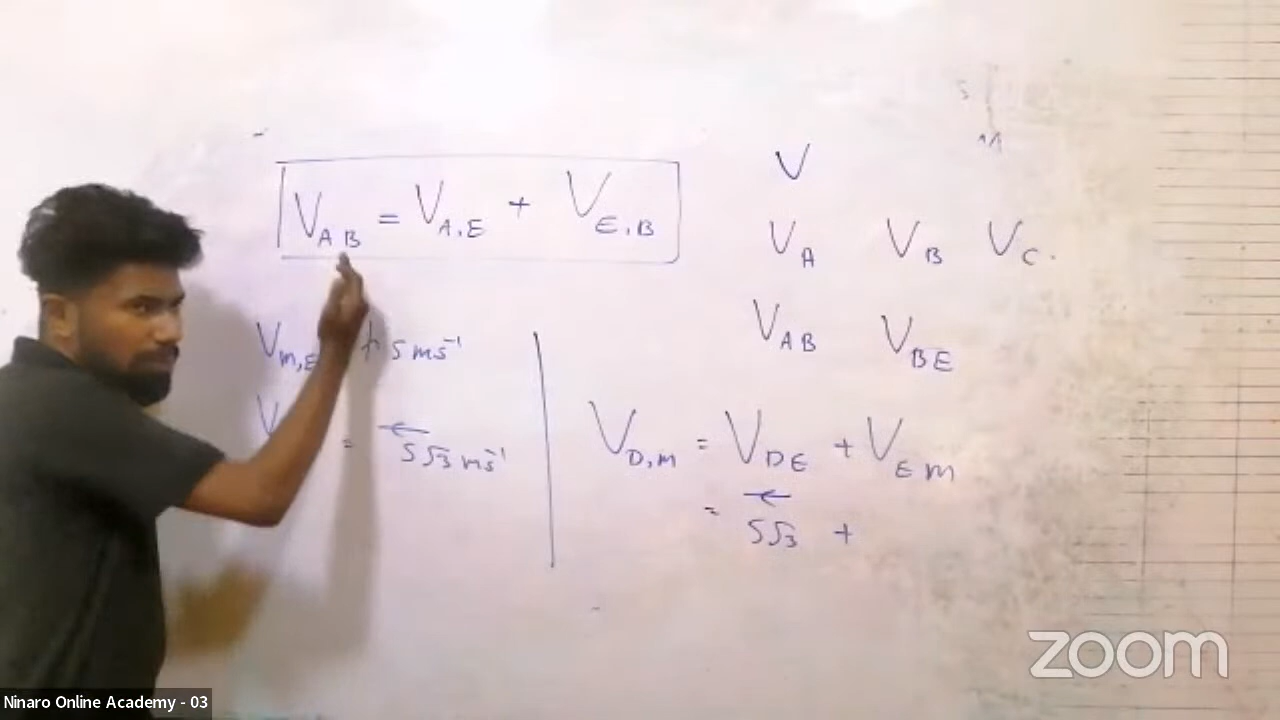 V_AB = V_A,E + V_E,B
V
V_A V_B V_C.
V_AB V_BE
V_M,E ↑ 5 ms⁻¹
V = ← 5√3 ms⁻¹
V_D,M = V_DE + V_EM
= ← 5√3 +
zoom
Ninaro Online Academy - 03